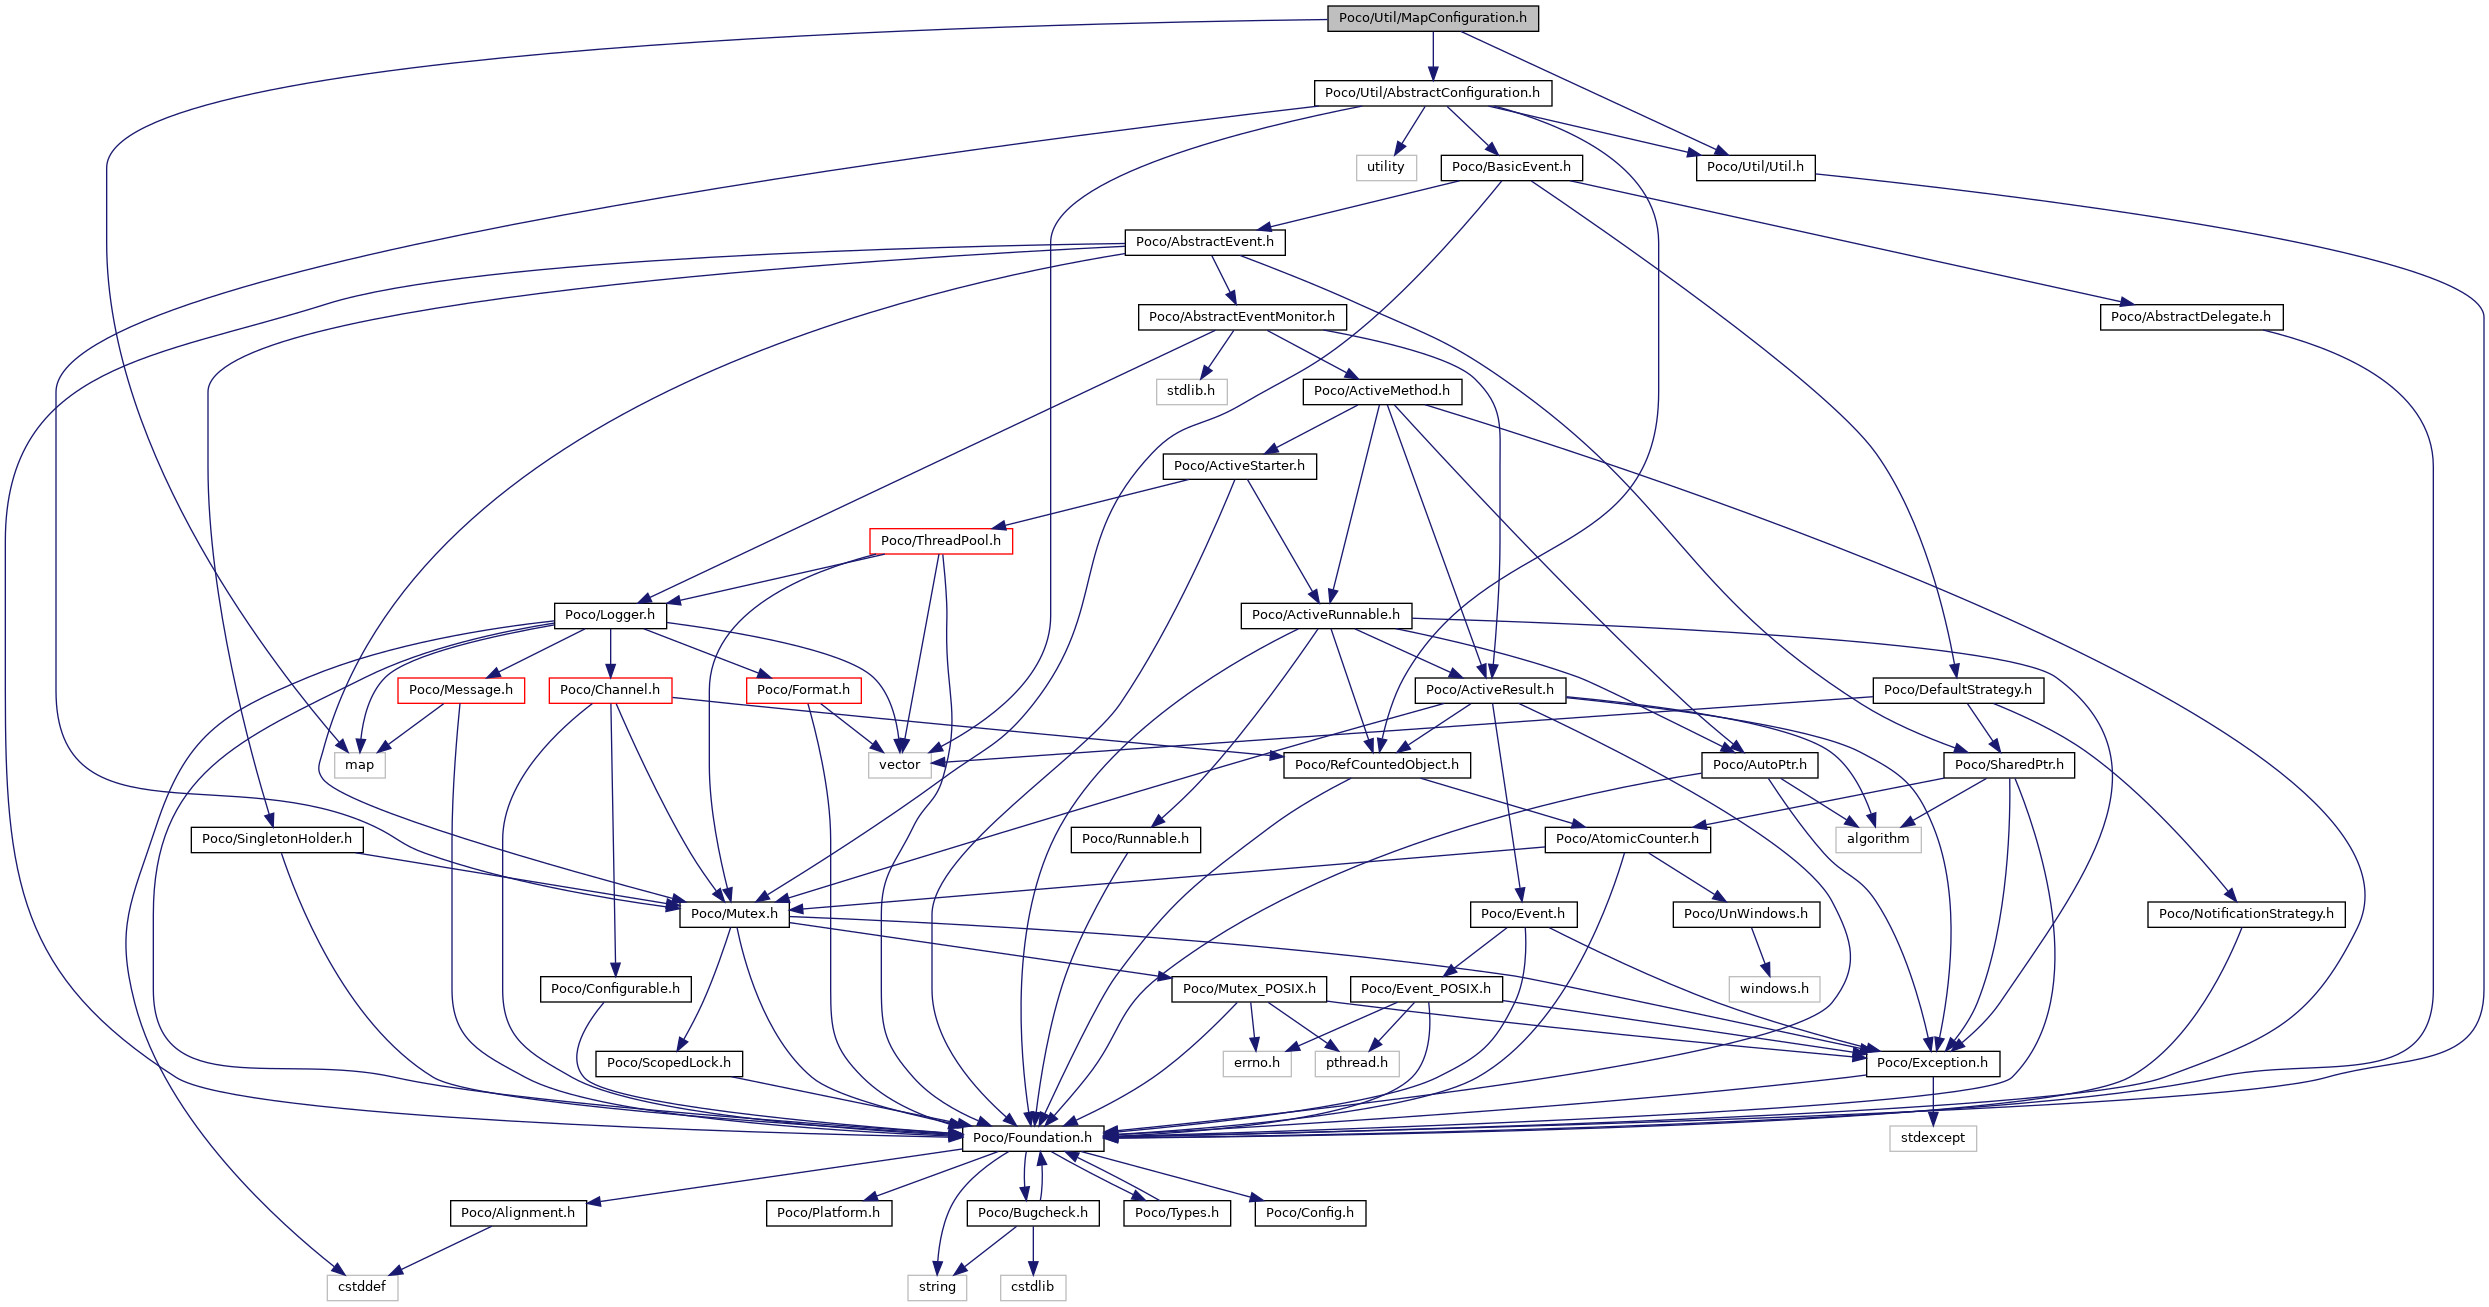 Poco/Util/MapConfiguration.h
Poco/Util/AbstractConfiguration.h
utility
Poco/BasicEvent.h
Poco/Util/Util.h
Poco/AbstractEvent.h
Poco/AbstractEventMonitor.h
Poco/AbstractDelegate.h
stdlib.h
Poco/ActiveMethod.h
Poco/ActiveStarter.h
Poco/ThreadPool.h
Poco/Logger.h
Poco/ActiveRunnable.h
Poco/Message.h
Poco/Channel.h
Poco/Format.h
Poco/ActiveResult.h
Poco/DefaultStrategy.h
map
vector
Poco/RefCountedObject.h
Poco/AutoPtr.h
Poco/SharedPtr.h
Poco/SingletonHolder.h
Poco/Runnable.h
Poco/AtomicCounter.h
algorithm
Poco/Mutex.h
Poco/Event.h
Poco/UnWindows.h
Poco/NotificationStrategy.h
Poco/Configurable.h
Poco/Mutex_POSIX.h
Poco/Event_POSIX.h
windows.h
Poco/ScopedLock.h
errno.h
pthread.h
Poco/Exception.h
Poco/Foundation.h
stdexcept
Poco/Alignment.h
Poco/Platform.h
Poco/Bugcheck.h
Poco/Types.h
Poco/Config.h
cstddef
string
cstdlib